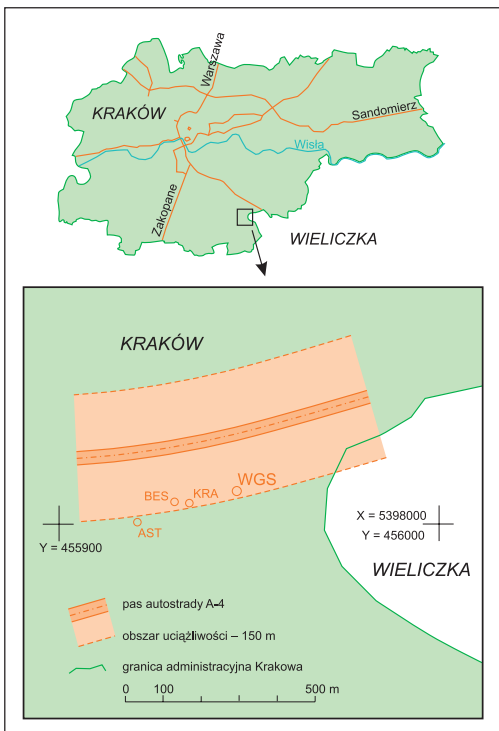 Warszawa
KRAKÓW
Sandomierz
Wisła
Zakopane
WIELICZKA
KRAKÓW
WGS
BES
KRA
AST
X = 5398000
Y = 455900
Y = 456000
WIELICZKA
pas autostrady A-4
obszar uciążliwości – 150 m
granica administracyjna Krakowa
0 100 500 m